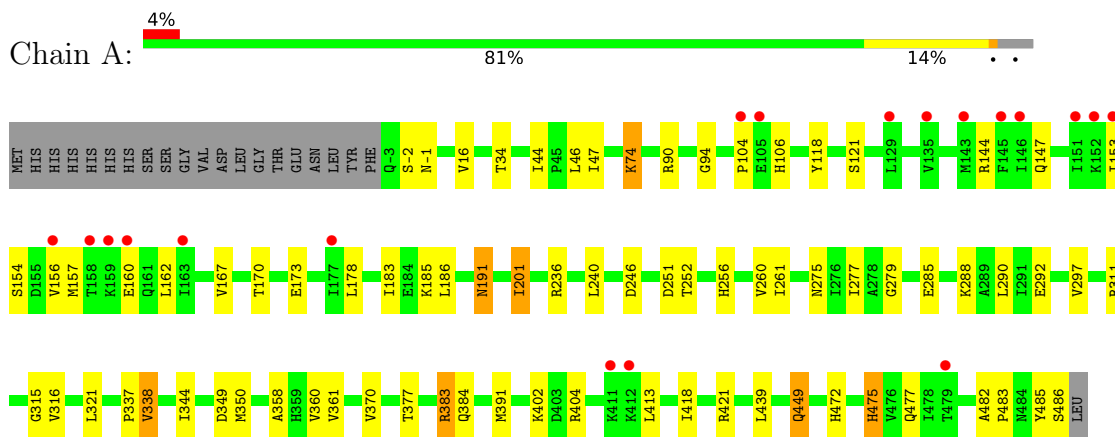 4%
Chain A:
81% 14% • •
MET HIS HIS HIS HIS HIS HIS SER SER GLY VAL ASP LEU GLY THR GLU ASN LEU TYR PHE Q-3 S-2 N-1 V16 T34 I44 P45 L46 I47 K74 R90 G94 P104 E105 H106 Y118 S121 L129 V135 M143 R144 F145 I146 Q147 I151 K152 I153
S154 D155 V156 M157 T158 K159 E160 Q161 L162 I163 V167 T170 E173 I177 L178 I183 E184 K185 L186 N191 I201 R236 L240 D246 D251 T252 H256 V260 I261 N275 I276 I277 A278 G279 E285 K288 A289 L290 I291 E292 V297
G315 V316 L321 P337 V338 I344 D349 M350 A358 H359 V360 V361 V370 T377 R383 Q384 M391 K402 D403 R404 K411 K412 L413 I418 R421 L439 Q449 H472 H475 V476 Q477 I478 T479 A482 P483 N484 Y485 S486 LEU